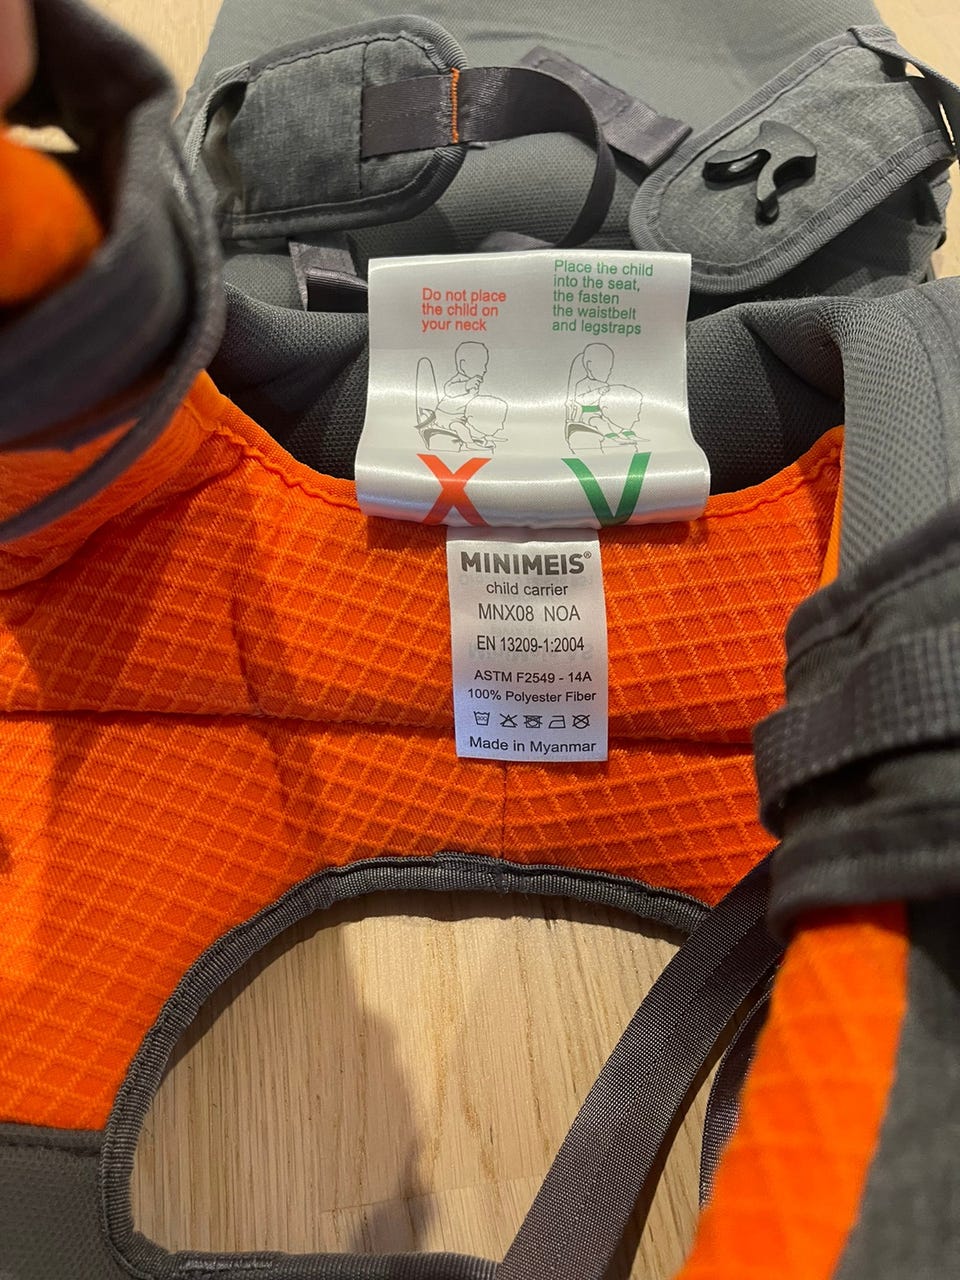 Do not place
the child on
your neck
Place the child
into the seat,
the fasten
the waistbelt
and legstraps
X
V
MINIMEIS®
child carrier
MNX08 NOA
EN 13209-1:2004
ASTM F2549 - 14A
100% Polyester Fiber
Made in Myanmar